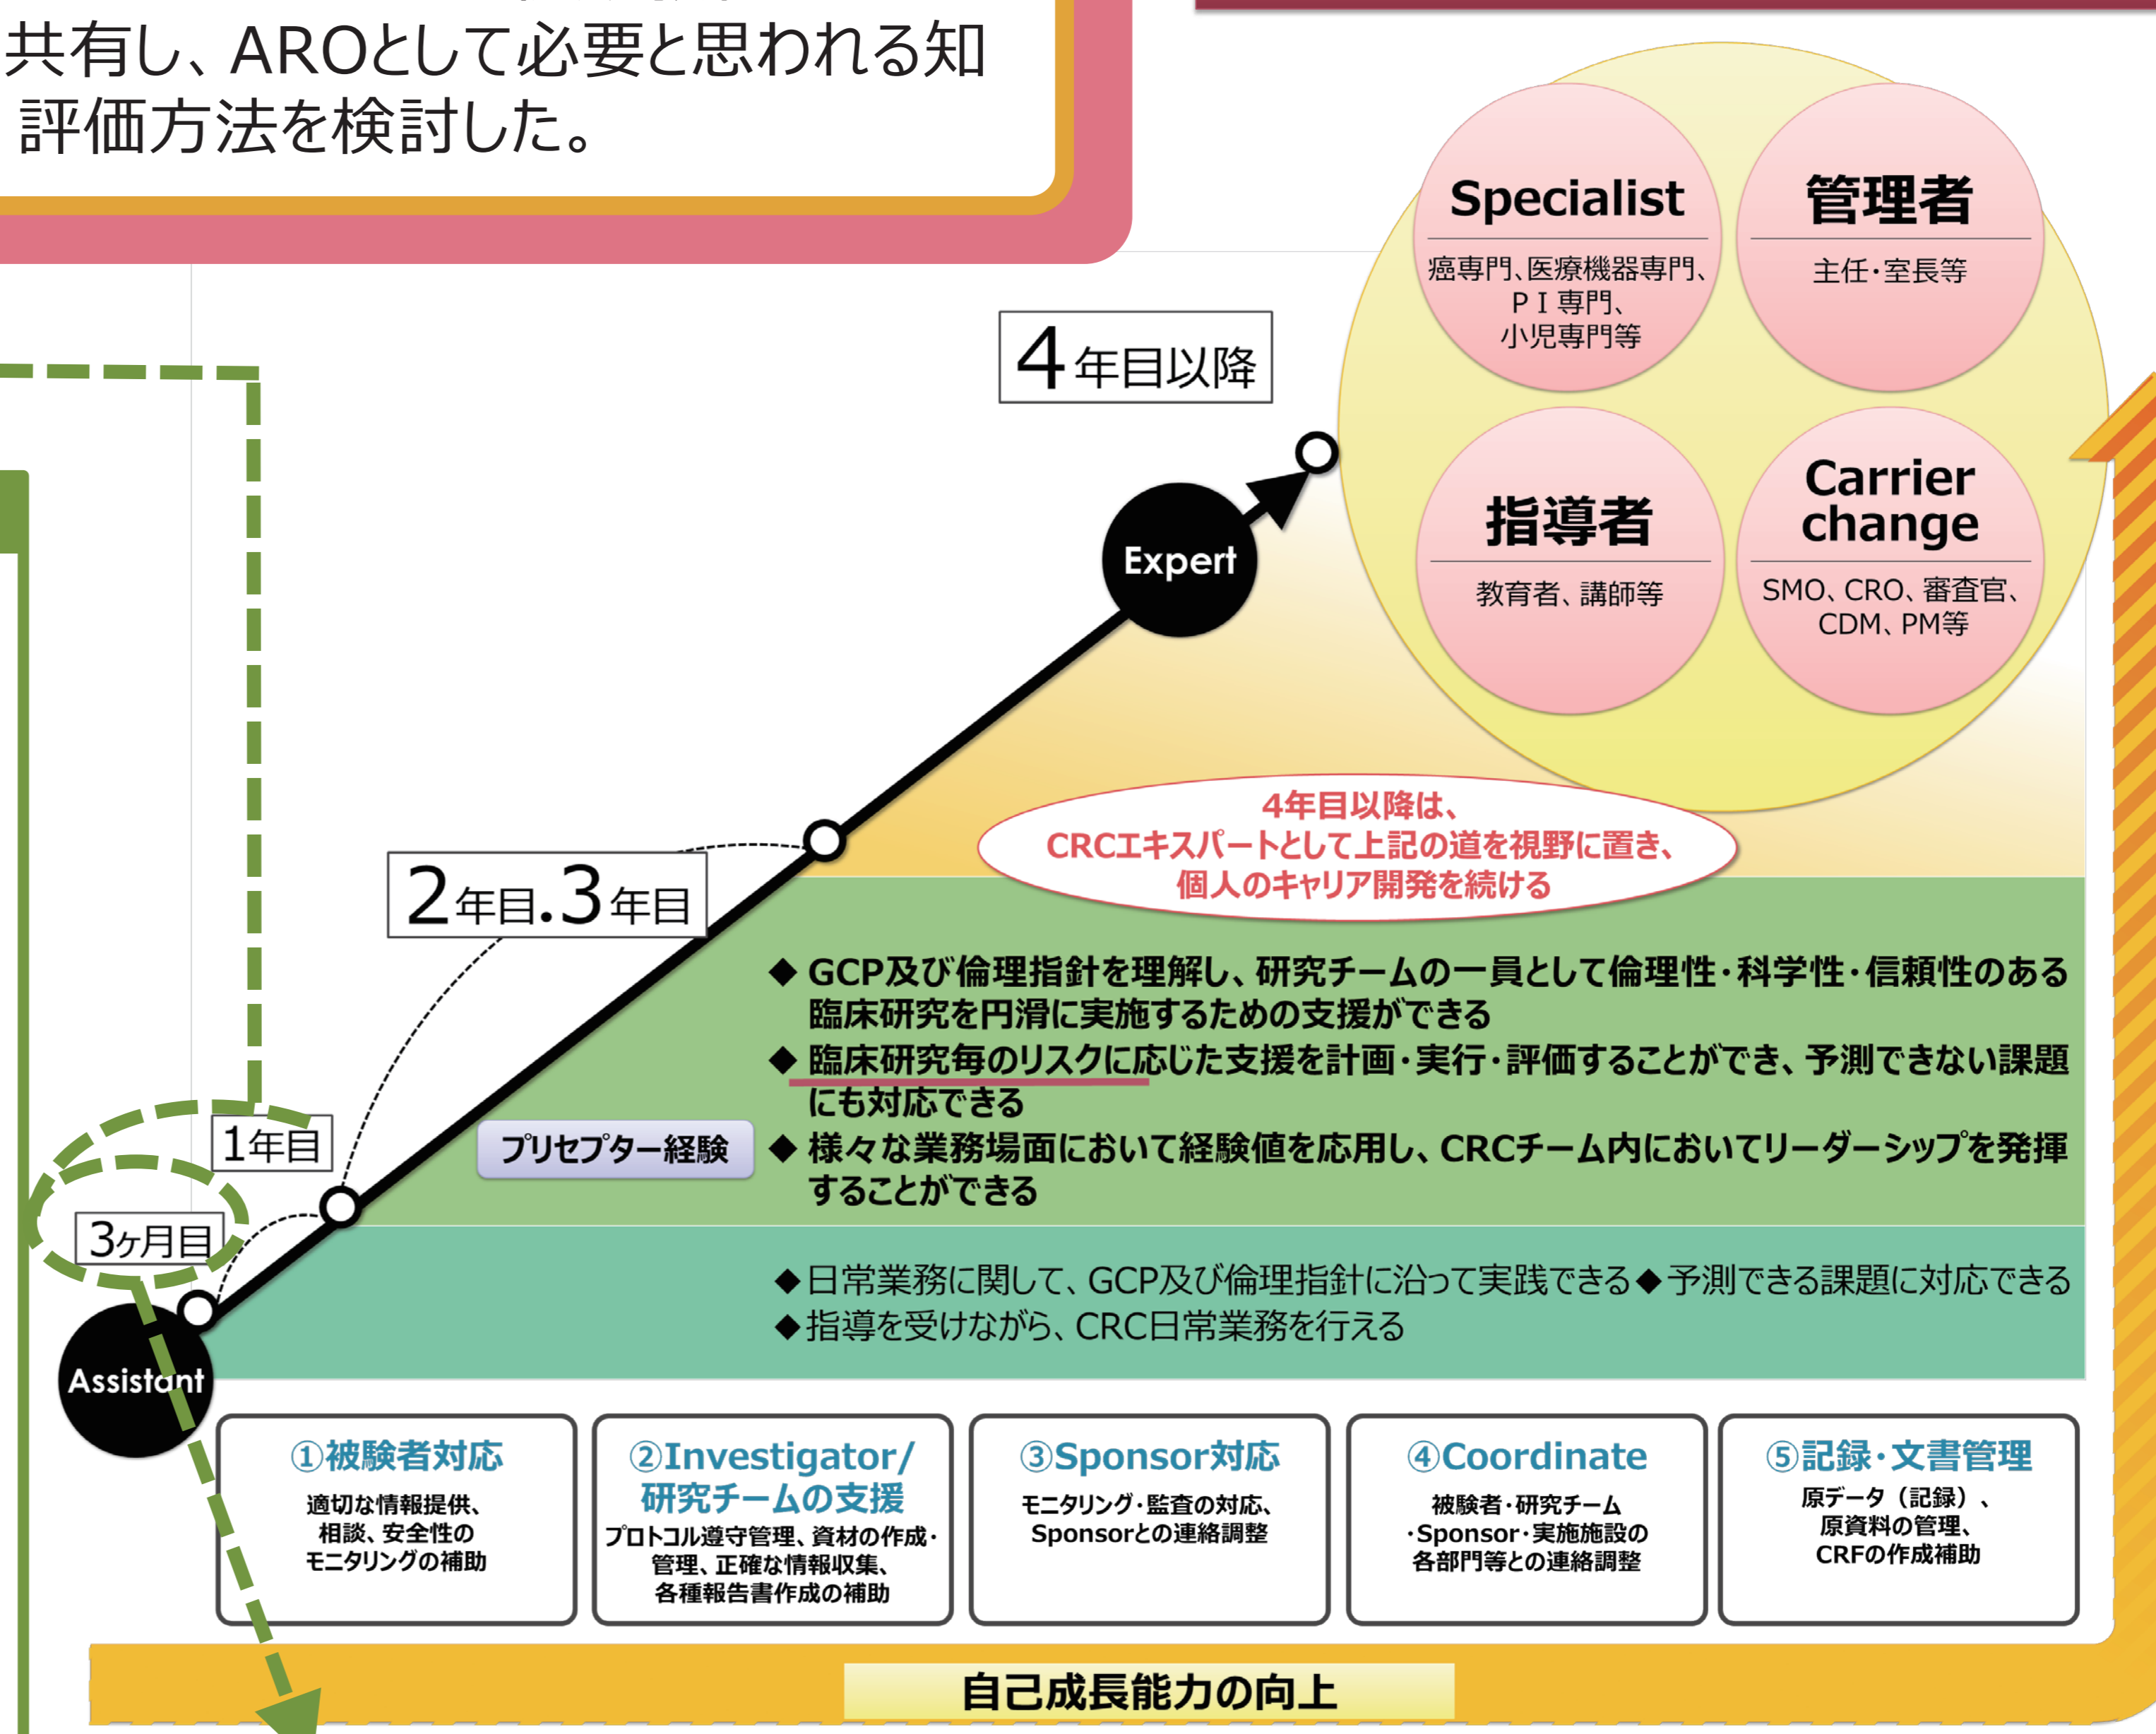 共有し、AROとして必要と思われる知
評価方法を検討した。
Specialist
癌専門、医療機器専門、
PI専門、
小児専門等
管理者
主任・室長等
4年目以降
指導者
教育者、講師等
Carrier
change
SMO、CRO、審査官、
CDM、PM等
Expert
4年目以降は、
CRCエキスパートとして上記の道を視野に置き、
個人のキャリア開発を続ける
2年目.3年目
◆ GCP及び倫理指針を理解し、研究チームの一員として倫理性・科学性・信頼性のある
臨床研究を円滑に実施するための支援ができる
◆ 臨床研究毎のリスクに応じた支援を計画・実行・評価することができ、予測できない課題
にも対応できる
◆ 様々な業務場面において経験値を応用し、CRCチーム内においてリーダーシップを発揮
することができる
プリセプター経験
1年目
3ヶ月目
◆日常業務に関して、GCP及び倫理指針に沿って実践できる◆予測できる課題に対応できる
◆指導を受けながら、CRC日常業務を行える
Assistant
①被験者対応
適切な情報提供、
相談、安全性の
モニタリングの補助
②Investigator/
研究チームの支援
プロトコル遵守管理、資材の作成・
管理、正確な情報収集、
各種報告書作成の補助
③Sponsor対応
モニタリング・監査の対応、
Sponsorとの連絡調整
④Coordinate
被験者・研究チーム
・Sponsor・実施施設の
各部門等との連絡調整
⑤記録・文書管理
原データ（記録）、
原資料の管理、
CRFの作成補助
自己成長能力の向上